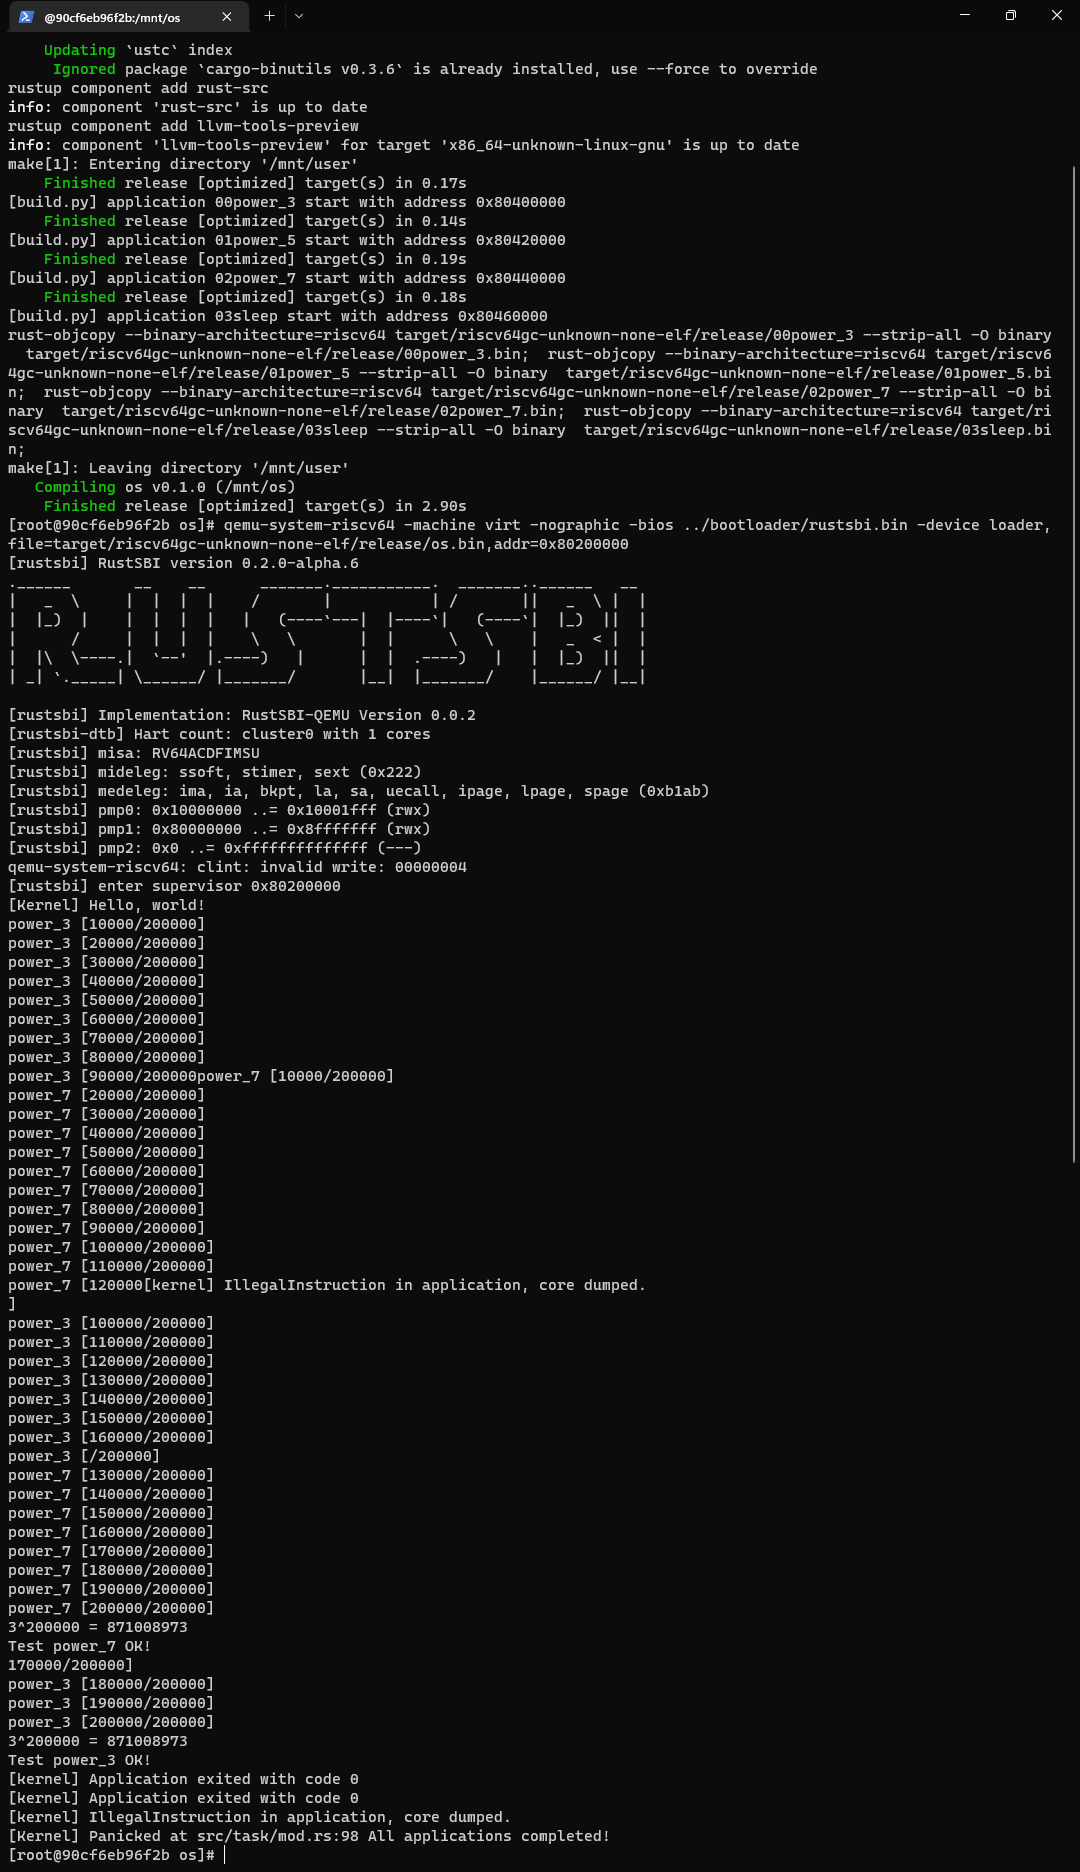 @90cf6eb96f2b:/mnt/os
    Updating `ustc` index
     Ignored package `cargo-binutils v0.3.6` is already installed, use --force to override
rustup component add rust-src
info: component 'rust-src' is up to date
rustup component add llvm-tools-preview
info: component 'llvm-tools-preview' for target 'x86_64-unknown-linux-gnu' is up to date
make[1]: Entering directory '/mnt/user'
    Finished release [optimized] target(s) in 0.17s
[build.py] application 00power_3 start with address 0x80400000
    Finished release [optimized] target(s) in 0.14s
[build.py] application 01power_5 start with address 0x80420000
    Finished release [optimized] target(s) in 0.19s
[build.py] application 02power_7 start with address 0x80440000
    Finished release [optimized] target(s) in 0.18s
[build.py] application 03sleep start with address 0x80460000
rust-objcopy --binary-architecture=riscv64 target/riscv64gc-unknown-none-elf/release/00power_3 --strip-all -O binary
  target/riscv64gc-unknown-none-elf/release/00power_3.bin;  rust-objcopy --binary-architecture=riscv64 target/riscv6
4gc-unknown-none-elf/release/01power_5 --strip-all -O binary  target/riscv64gc-unknown-none-elf/release/01power_5.bi
n;  rust-objcopy --binary-architecture=riscv64 target/riscv64gc-unknown-none-elf/release/02power_7 --strip-all -O bi
nary  target/riscv64gc-unknown-none-elf/release/02power_7.bin;  rust-objcopy --binary-architecture=riscv64 target/ri
scv64gc-unknown-none-elf/release/03sleep --strip-all -O binary  target/riscv64gc-unknown-none-elf/release/03sleep.bi
n;
make[1]: Leaving directory '/mnt/user'
   Compiling os v0.1.0 (/mnt/os)
    Finished release [optimized] target(s) in 2.90s
[root@90cf6eb96f2b os]# qemu-system-riscv64 -machine virt -nographic -bios ../bootloader/rustsbi.bin -device loader,
file=target/riscv64gc-unknown-none-elf/release/os.bin,addr=0x80200000
[rustsbi] RustSBI version 0.2.0-alpha.6
.______       __    __      _______.___________.  _______..______   __
|   _  \     |  |  |  |    /       |           | /       ||   _  \ |  |
|  |_)  |    |  |  |  |   |   (----`---|  |----`|   (----`|  |_)  ||  |
|      /     |  |  |  |    \   \       |  |      \   \    |   _  < |  |
|  |\  \----.|  `--'  |.----)   |      |  |  .----)   |   |  |_)  ||  |
| _| `._____| \______/ |_______/       |__|  |_______/    |______/ |__|
[rustsbi] Implementation: RustSBI-QEMU Version 0.0.2
[rustsbi-dtb] Hart count: cluster0 with 1 cores
[rustsbi] misa: RV64ACDFIMSU
[rustsbi] mideleg: ssoft, stimer, sext (0x222)
[rustsbi] medeleg: ima, ia, bkpt, la, sa, uecall, ipage, lpage, spage (0xb1ab)
[rustsbi] pmp0: 0x10000000 ..= 0x10001fff (rwx)
[rustsbi] pmp1: 0x80000000 ..= 0x8fffffff (rwx)
[rustsbi] pmp2: 0x0 ..= 0xffffffffffffff (---)
qemu-system-riscv64: clint: invalid write: 00000004
[rustsbi] enter supervisor 0x80200000
[Kernel] Hello, world!
power_3 [10000/200000]
power_3 [20000/200000]
power_3 [30000/200000]
power_3 [40000/200000]
power_3 [50000/200000]
power_3 [60000/200000]
power_3 [70000/200000]
power_3 [80000/200000]
power_3 [90000/200000power_7 [10000/200000]
power_7 [20000/200000]
power_7 [30000/200000]
power_7 [40000/200000]
power_7 [50000/200000]
power_7 [60000/200000]
power_7 [70000/200000]
power_7 [80000/200000]
power_7 [90000/200000]
power_7 [100000/200000]
power_7 [110000/200000]
power_7 [120000[kernel] IllegalInstruction in application, core dumped.
]
power_3 [100000/200000]
power_3 [110000/200000]
power_3 [120000/200000]
power_3 [130000/200000]
power_3 [140000/200000]
power_3 [150000/200000]
power_3 [160000/200000]
power_3 [/200000]
power_7 [130000/200000]
power_7 [140000/200000]
power_7 [150000/200000]
power_7 [160000/200000]
power_7 [170000/200000]
power_7 [180000/200000]
power_7 [190000/200000]
power_7 [200000/200000]
3^200000 = 871008973
Test power_7 OK!
170000/200000]
power_3 [180000/200000]
power_3 [190000/200000]
power_3 [200000/200000]
3^200000 = 871008973
Test power_3 OK!
[kernel] Application exited with code 0
[kernel] Application exited with code 0
[kernel] IllegalInstruction in application, core dumped.
[Kernel] Panicked at src/task/mod.rs:98 All applications completed!
[root@90cf6eb96f2b os]#